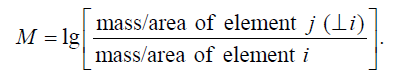 M = lg [ mass/area of element j (⊥i) / mass/area of element i ].